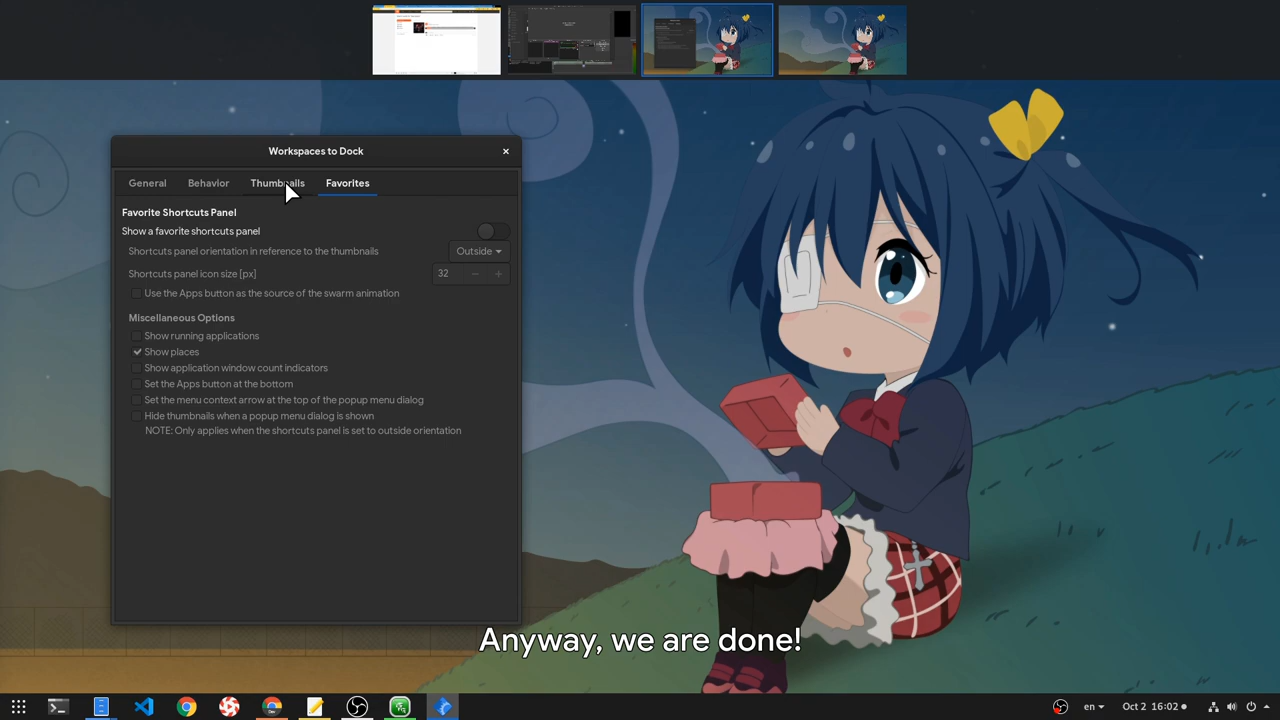 Workspaces to Dock
General Behavior Thumbnails Favorites
Favorite Shortcuts Panel
Show a favorite shortcuts panel
Shortcuts panel orientation in reference to the thumbnails Outside
Shortcuts panel icon size [px] 32
Use the Apps button as the source of the swarm animation
Miscellaneous Options
Show running applications
Show places
Show application window count indicators
Set the Apps button at the bottom
Set the menu context arrow at the top of the popup menu dialog
Hide thumbnails when a popup menu dialog is shown
NOTE: Only applies when the shortcuts panel is set to outside orientation
Anyway, we are done!
en Oct 2 16:02